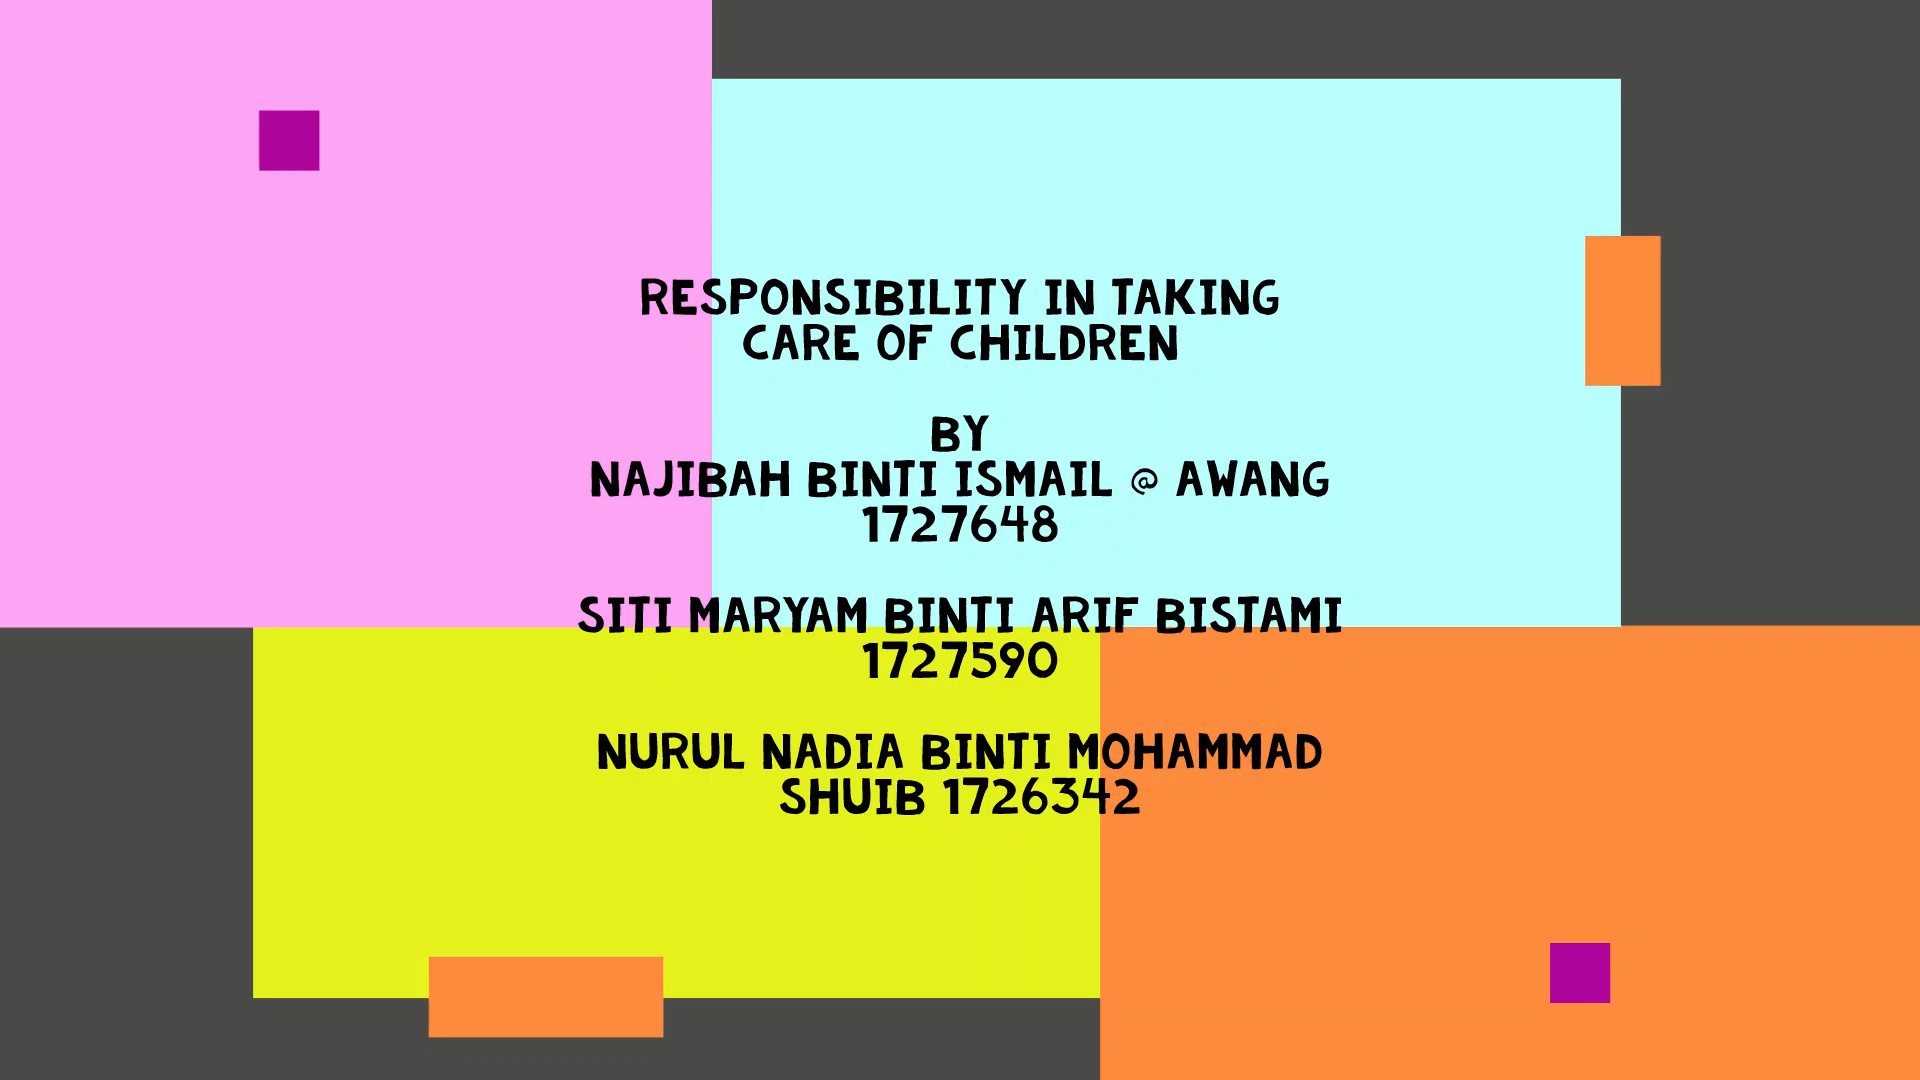 RESPONSIBILITY IN TAKING
CARE OF CHILDREN
BY
NAJIBAH BINTI ISMAIL @ AWANG
1727648
SITI MARYAM BINTI ARIF BISTAMI
1727590
NURUL NADIA BINTI MOHAMMAD
SHUIB 1726342